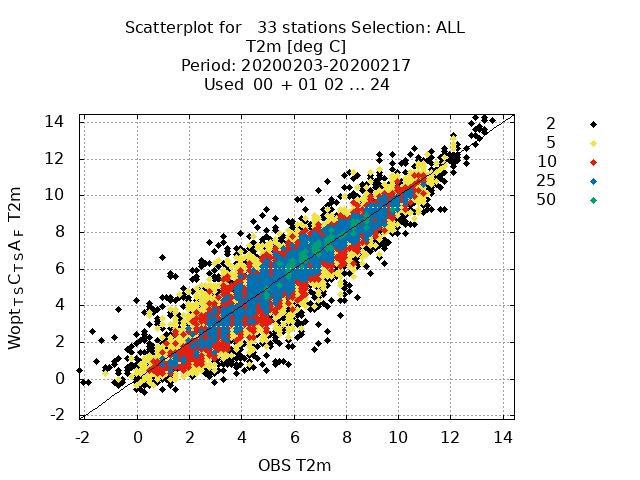 Scatterplot for 33 stations Selection: ALL
T2m [deg C]
Period: 20200203-20200217
Used 00 + 01 02 ... 24
Wopt T S C T S A F T2m
14
12
10
8
6
4
2
0
-2
-2 0 2 4 6 8 10 12 14
OBS T2m
2
5
10
25
50